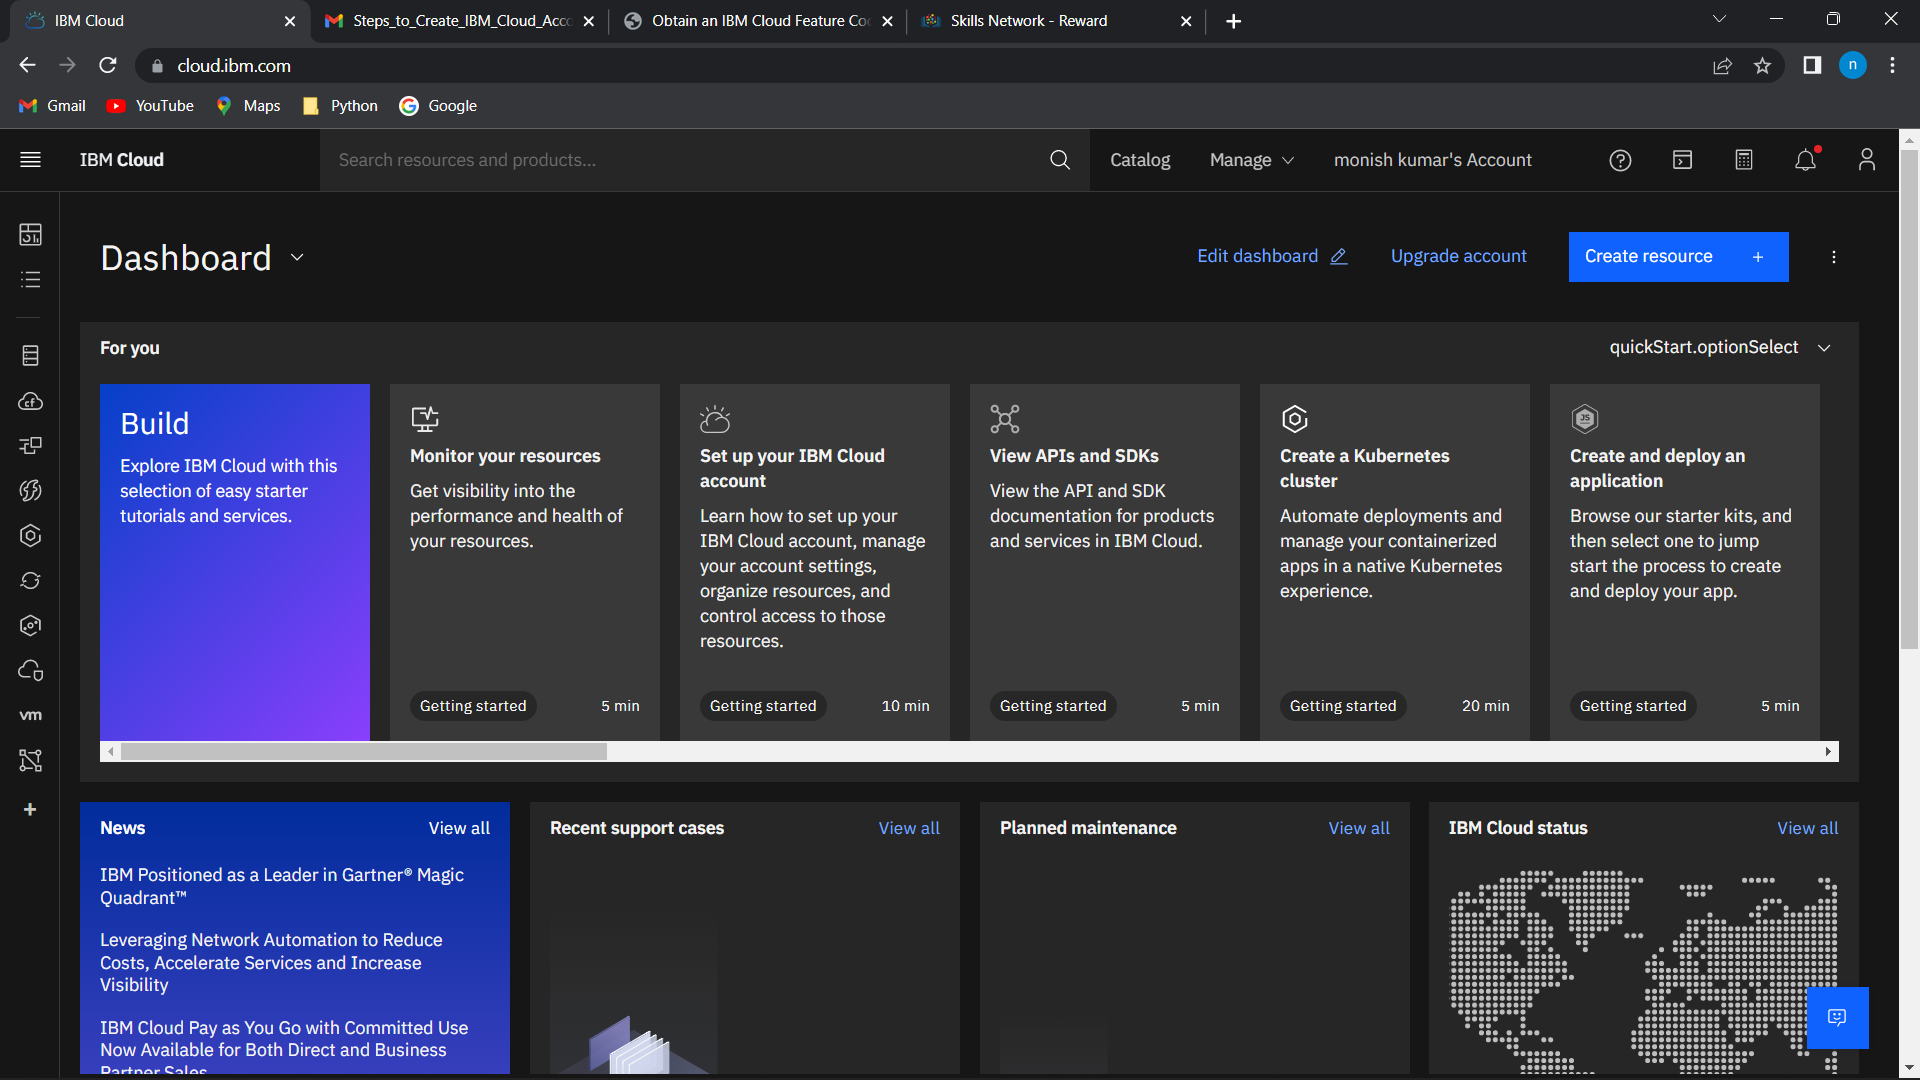 IBM Cloud
Steps_to_Create_IBM_Cloud_Acco
Obtain an IBM Cloud Feature Co
Skills Network - Reward
cloud.ibm.com
n
Gmail
YouTube
Maps
Python
Google
IBM Cloud
Search resources and products...
Catalog
Manage
monish kumar's Account
Dashboard
Edit dashboard
Upgrade account
Create resource +
For you
quickStart.optionSelect
Build
Explore IBM Cloud with this
selection of easy starter
tutorials and services.
Monitor your resources
Get visibility into the
performance and health of
your resources.
Getting started
5 min
Set up your IBM Cloud
account
Learn how to set up your
IBM Cloud account, manage
your account settings,
organize resources, and
control access to those
resources.
Getting started
10 min
View APIs and SDKs
View the API and SDK
documentation for products
and services in IBM Cloud.
Getting started
5 min
Create a Kubernetes
cluster
Automate deployments and
manage your containerized
apps in a native Kubernetes
experience.
Getting started
20 min
JS
Create and deploy an
application
Browse our starter kits, and
then select one to jump
start the process to create
and deploy your app.
Getting started
5 min
cf
vm
News
View all
IBM Positioned as a Leader in Gartner® Magic
Quadrant™
Leveraging Network Automation to Reduce
Costs, Accelerate Services and Increase
Visibility
IBM Cloud Pay as You Go with Committed Use
Now Available for Both Direct and Business
Partner Sales
Recent support cases
View all
Planned maintenance
View all
IBM Cloud status
View all